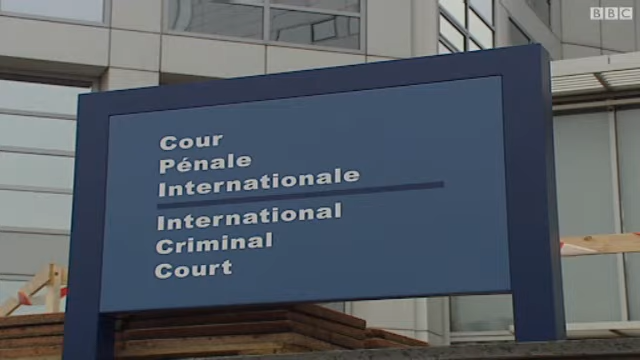 BBC
Cour
Pénale
Internationale
International
Criminal
Court